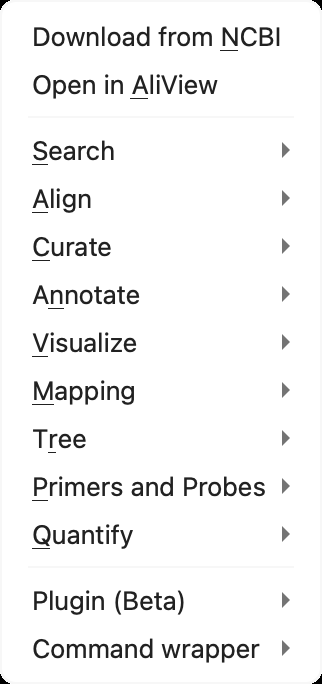 Download from NCBI
Open in AliView
Search
Align
Curate
Annotate
Visualize
Mapping
Tree
Primers and Probes
Quantify
Plugin (Beta)
Command wrapper